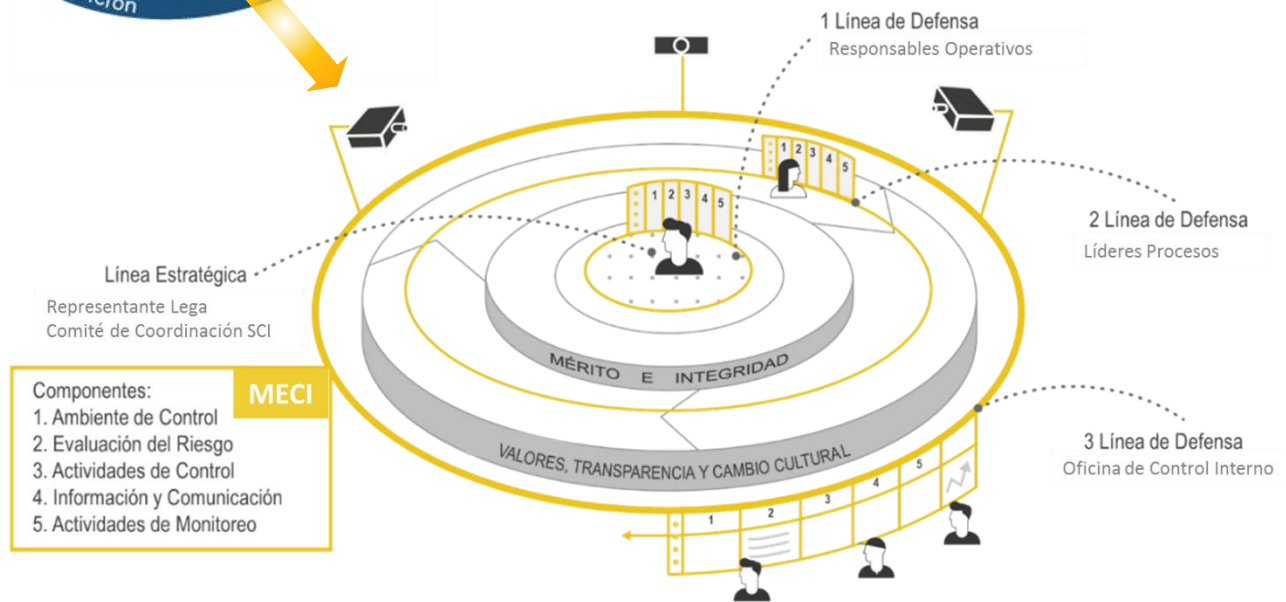 1 Línea de Defensa
Responsables Operativos
1 2 3 4 5
1 2 3 4 5
2 Línea de Defensa
Líderes Procesos
Línea Estratégica
Representante Lega
Comité de Coordinación SCI
MÉRITO E INTEGRIDAD
MECI
Componentes:
1. Ambiente de Control
2. Evaluación del Riesgo
3. Actividades de Control
4. Información y Comunicación
5. Actividades de Monitoreo
VALORES, TRANSPARENCIA Y CAMBIO CULTURAL
3 Línea de Defensa
Oficina de Control Interno
1 2 3 4 5